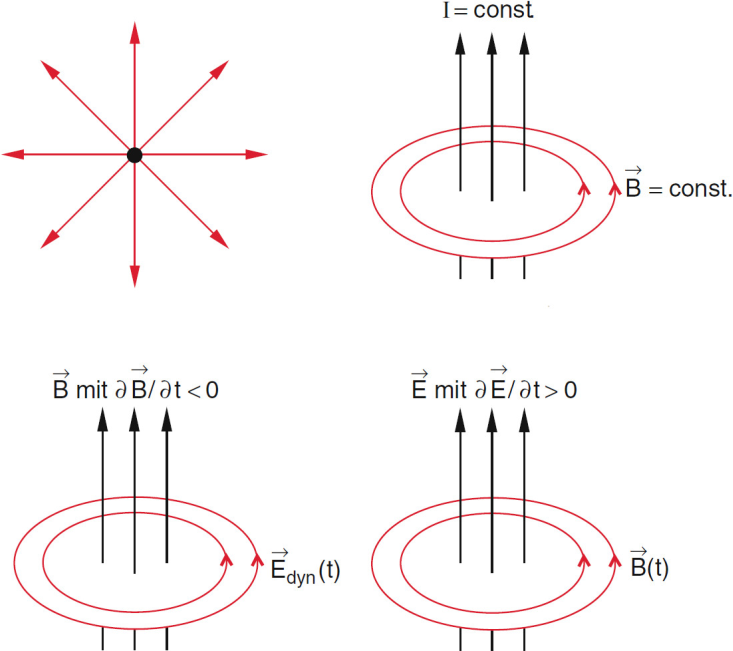 I = const
B⃗ = const.
B⃗ mit ∂B⃗/∂t < 0
E⃗ mit ∂E⃗/∂t > 0
E⃗dyn(t)
B⃗(t)